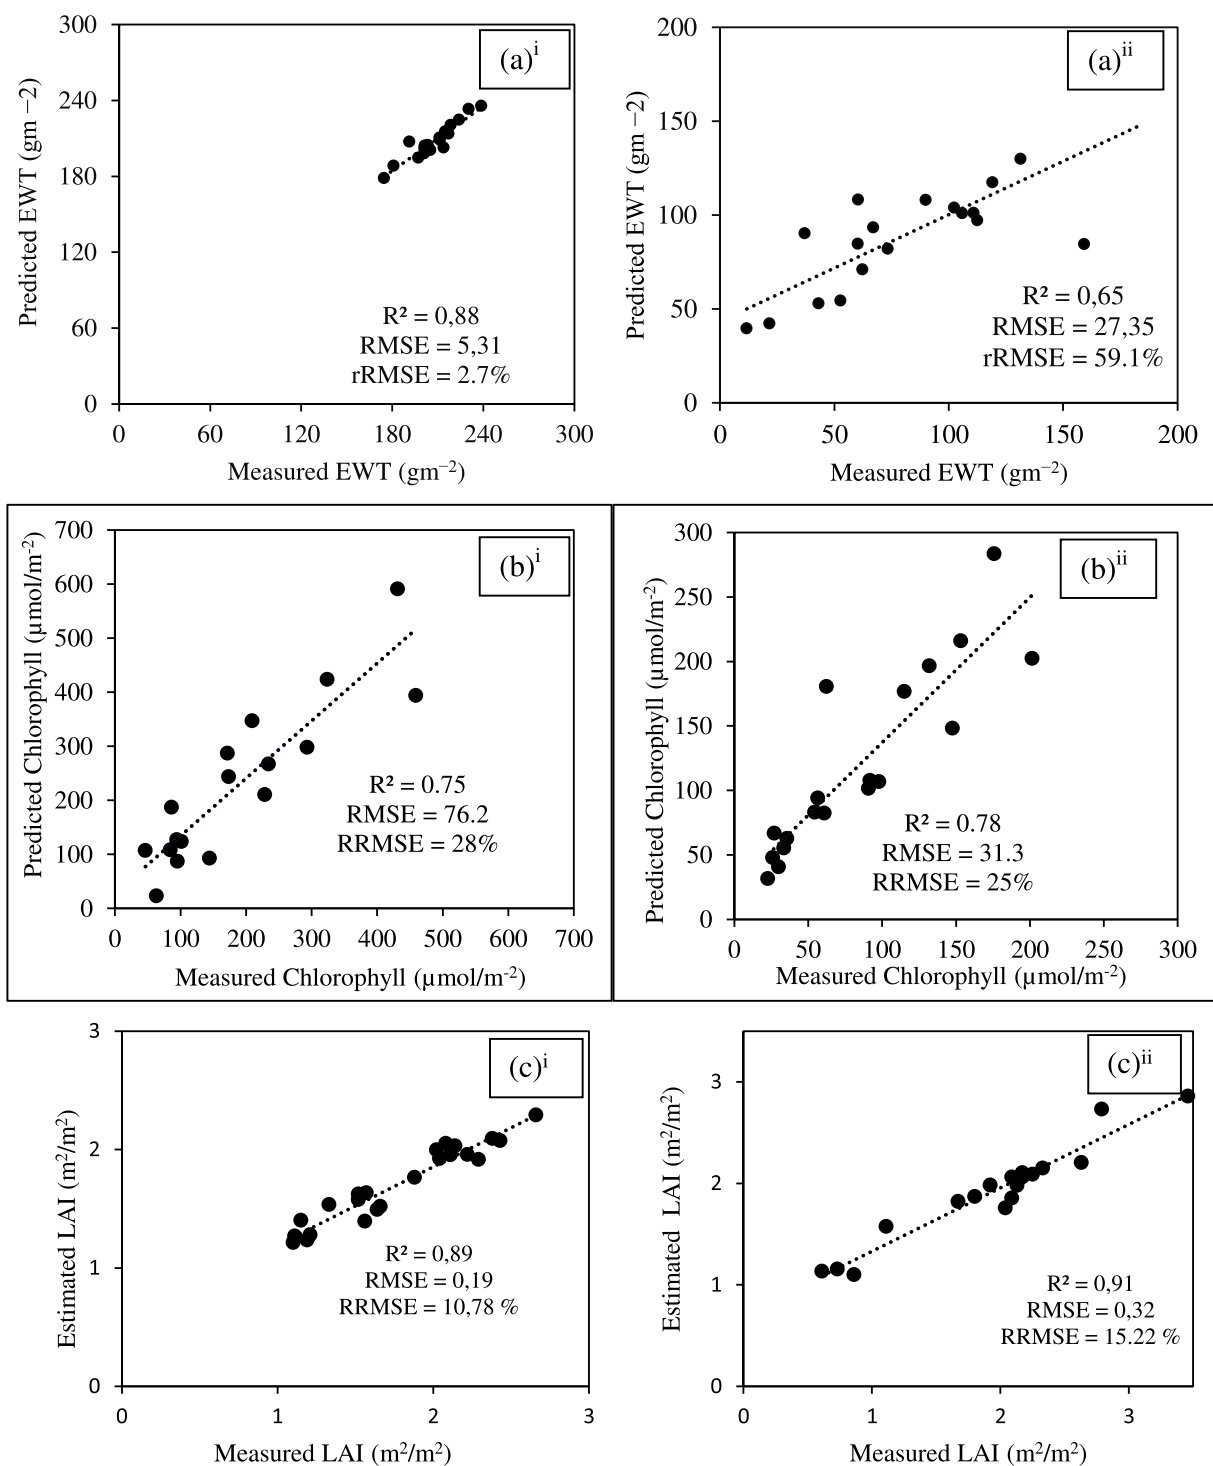 300
240
180
120
60
0
Predicted EWT (gm −2)
(a)i
R² = 0,88
RMSE = 5,31
rRMSE = 2.7%
0 60 120 180 240 300
Measured EWT (gm−2)
200
150
100
50
0
Predicted EWT (gm −2)
(a)ii
R² = 0,65
RMSE = 27,35
rRMSE = 59.1%
0 50 100 150 200
Measured EWT (gm−2)
700
600
500
400
300
200
100
0
Predicted Chlorophyll (µmol/m-2)
(b)i
R² = 0.75
RMSE = 76.2
RRMSE = 28%
0 100 200 300 400 500 600 700
Measured Chlorophyll (µmol/m-2)
300
250
200
150
100
50
0
Predicted Chlorophyll (µmol/m-2)
(b)ii
R² = 0.78
RMSE = 31.3
RRMSE = 25%
0 50 100 150 200 250 300
Measured Chlorophyll (µmol/m-2)
3
2
1
0
Estimated LAI (m2/m2)
(c)i
R² = 0,89
RMSE = 0,19
RRMSE = 10,78 %
0 1 2 3
Measured LAI (m2/m2)
3
2
1
0
Estimated LAI (m2/m2)
(c)ii
R² = 0,91
RMSE = 0,32
RRMSE = 15.22 %
0 1 2 3
Measured LAI (m2/m2)